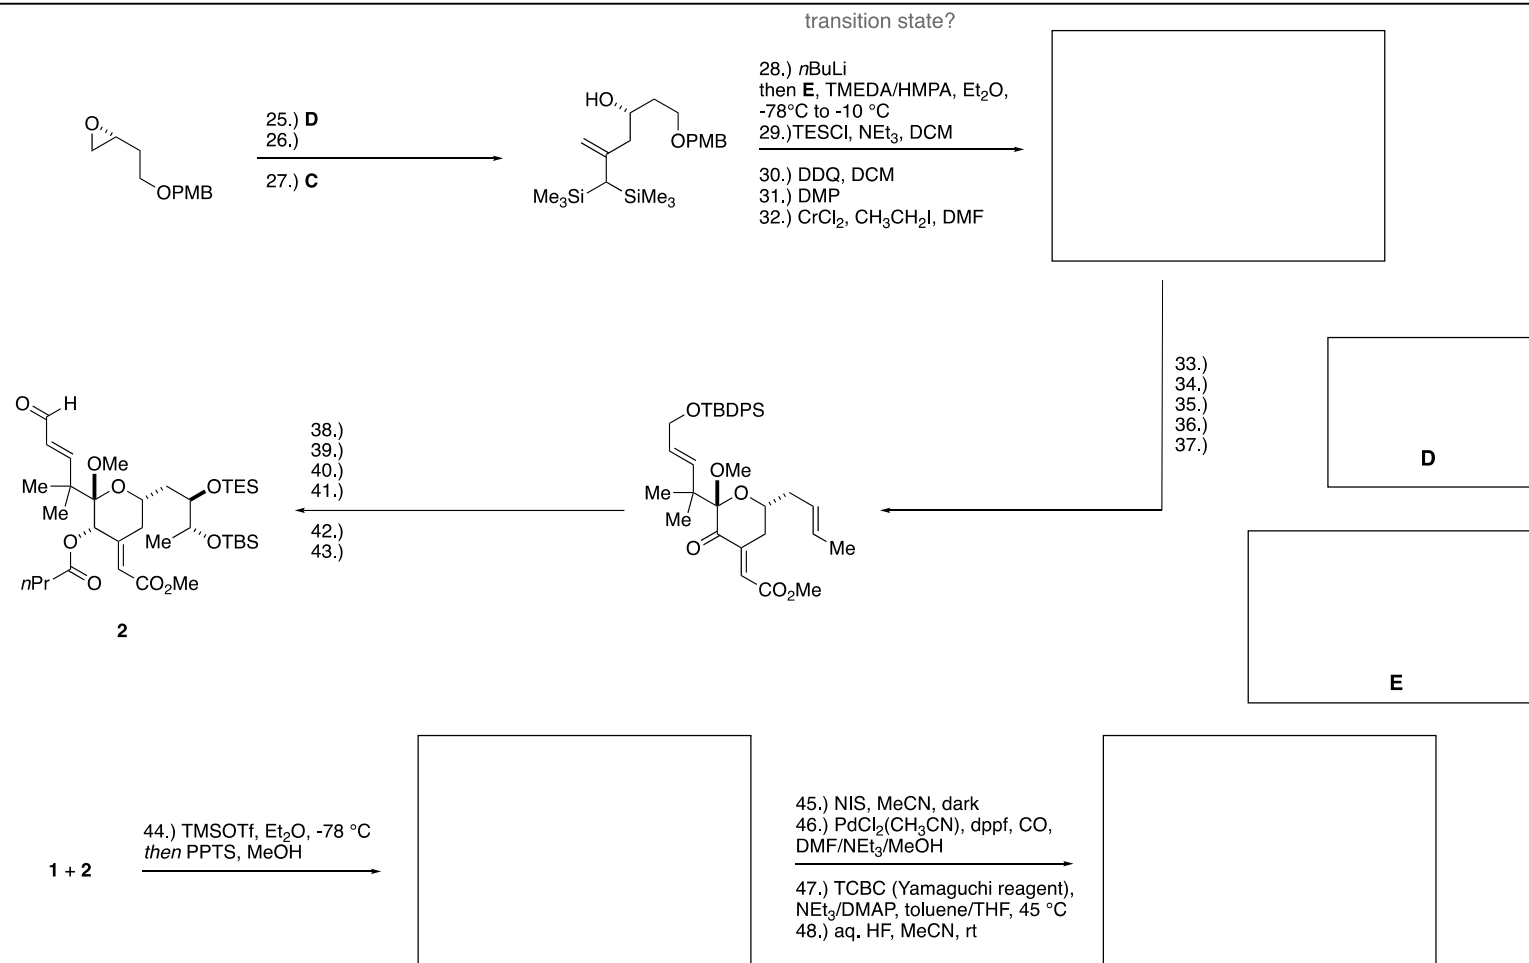 transition state?
28.) nBuLi
then E, TMEDA/HMPA, Et2O,
-78°C to -10 °C
29.)TESCl, NEt3, DCM
30.) DDQ, DCM
31.) DMP
32.) CrCl2, CH3CH2I, DMF
O
OPMB
25.) D
26.)
27.) C
HO
OPMB
Me3Si
SiMe3
33.)
34.)
35.)
36.)
37.)
D
E
O
H
OMe
Me
O
OTES
Me
O
Me
OTBS
nPr
O
CO2Me
2
38.)
39.)
40.)
41.)
42.)
43.)
OTBDPS
OMe
Me
O
Me
O
Me
CO2Me
1 + 2
44.) TMSOTf, Et2O, -78 °C
then PPTS, MeOH
45.) NIS, MeCN, dark
46.) PdCl2(CH3CN), dppf, CO,
DMF/NEt3/MeOH
47.) TCBC (Yamaguchi reagent),
NEt3/DMAP, toluene/THF, 45 °C
48.) aq. HF, MeCN, rt